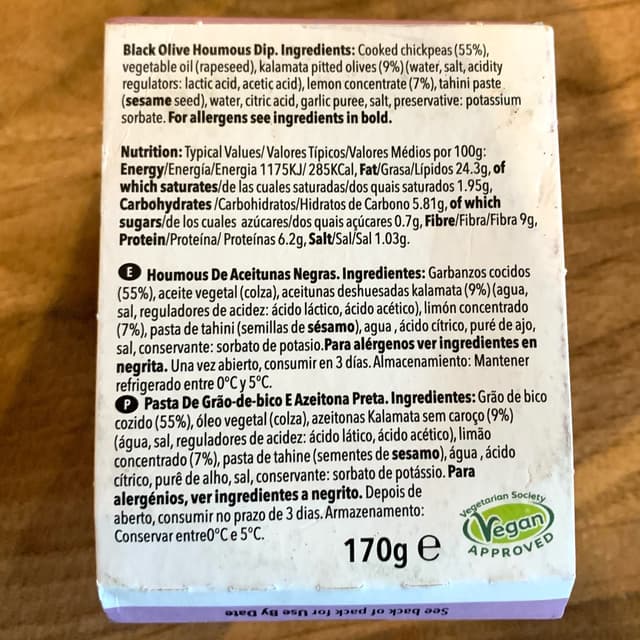 Black Olive Houmous Dip. Ingredients: Cooked chickpeas (55%),
vegetable oil (rapeseed), kalamata pitted olives (9%) (water, salt, acidity
regulators: lactic acid, acetic acid), lemon concentrate (7%), tahini paste
(sesame seed), water, citric acid, garlic puree, salt, preservative: potassium
sorbate. For allergens see ingredients in bold.
Nutrition: Typical Values/ Valores Típicos/Valores Médios por 100g:
Energy/Energía/Energia 1175KJ/ 285KCal, Fat/Grasa/Lípidos 24.3g, of
which saturates/de las cuales saturadas/dos quais saturados 1.95g,
Carbohydrates /Carbohidratos/Hidratos de Carbono 5.81g, of which
sugars/de los cuales azúcares/dos quais açúcares 0.7g, Fibre/Fibra/Fibra 9g,
Protein/Proteína/ Proteínas 6.2g, Salt/Sal/Sal 1.03g.
E Houmous De Aceitunas Negras. Ingredientes: Garbanzos cocidos
(55%), aceite vegetal (colza), aceitunas deshuesadas kalamata (9%) (agua,
sal, reguladores de acidez: ácido láctico, ácido acético), limón concentrado
(7%), pasta de tahini (semillas de sésamo), agua , ácido cítrico, puré de ajo,
sal, conservante: sorbato de potasio. Para alérgenos ver ingredientes en
negrita. Una vez abierto, consumir en 3 días. Almacenamiento: Mantener
refrigerado entre 0°C y 5°C.
P Pasta De Grão-de-bico E Azeitona Preta. Ingredientes: Grão de bico
cozido (55%), óleo vegetal (colza), azeitonas Kalamata sem caroço (9%)
(água, sal, reguladores de acidez: ácido lático, ácido acético), limão
concentrado (7%), pasta de tahine (sementes de sesamo), água , ácido
cítrico, purê de alho, sal, conservante: sorbato de potássio. Para
alergénios, ver ingredientes a negrito. Depois de
aberto, consumir no prazo de 3 dias. Armazenamento:
Conservar entre0°C e 5°C.
170g e
Vegetarian Society
Vegan
APPROVED
See back of pack for Use By Date